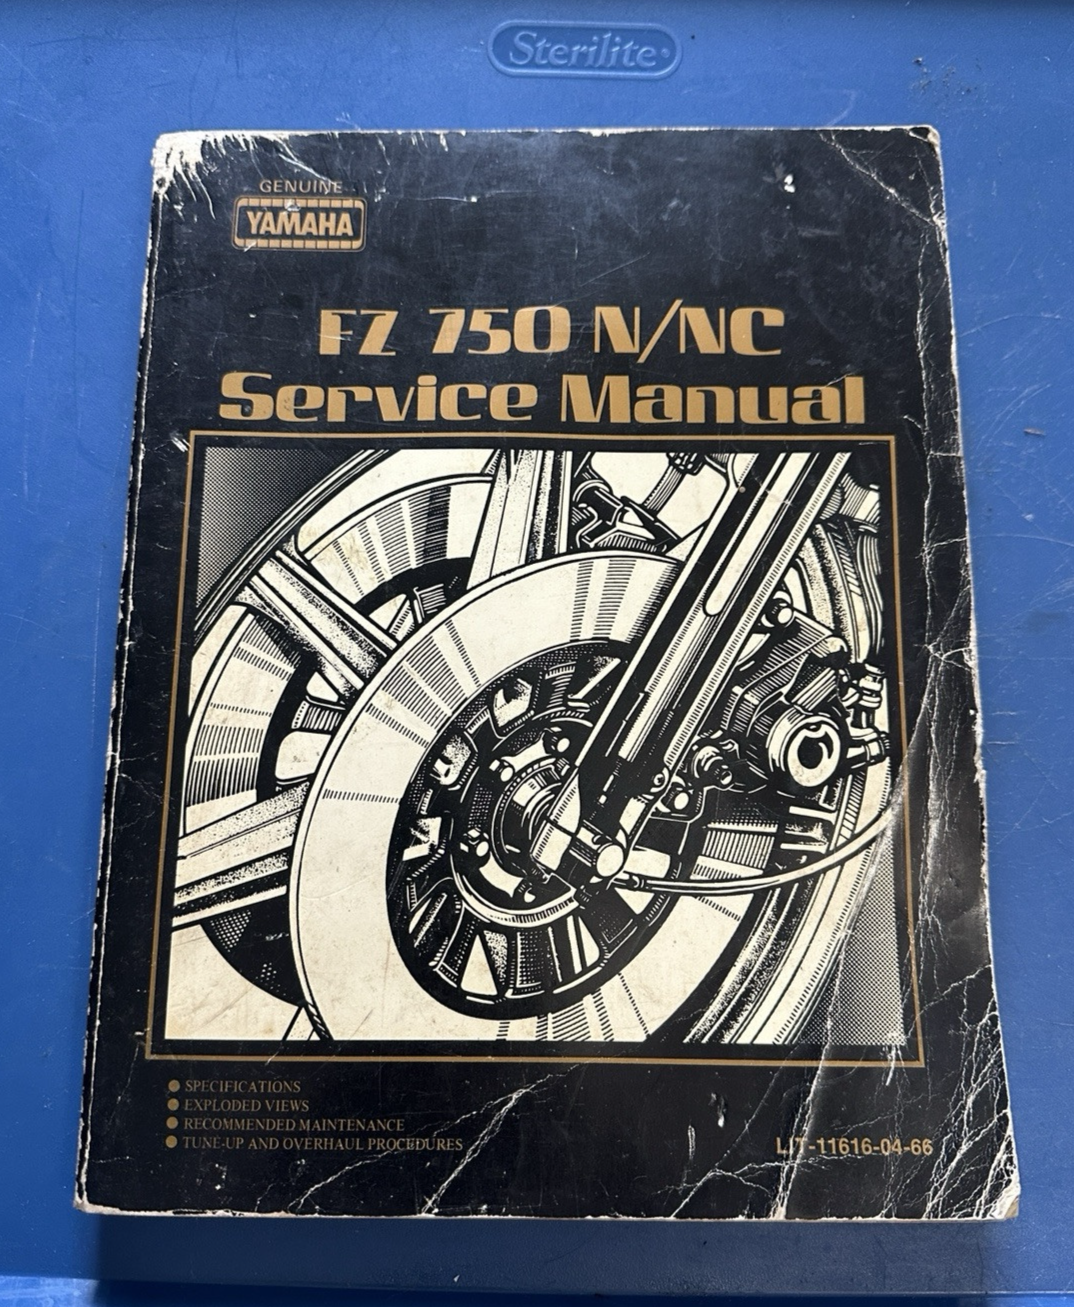 Sterilite
GENUINE
YAMAHA
FZ 750 N/NC
Service Manual
● SPECIFICATIONS
● EXPLODED VIEWS
● RECOMMENDED MAINTENANCE
● TUNE-UP AND OVERHAUL PROCEDURES
LIT-11616-04-66